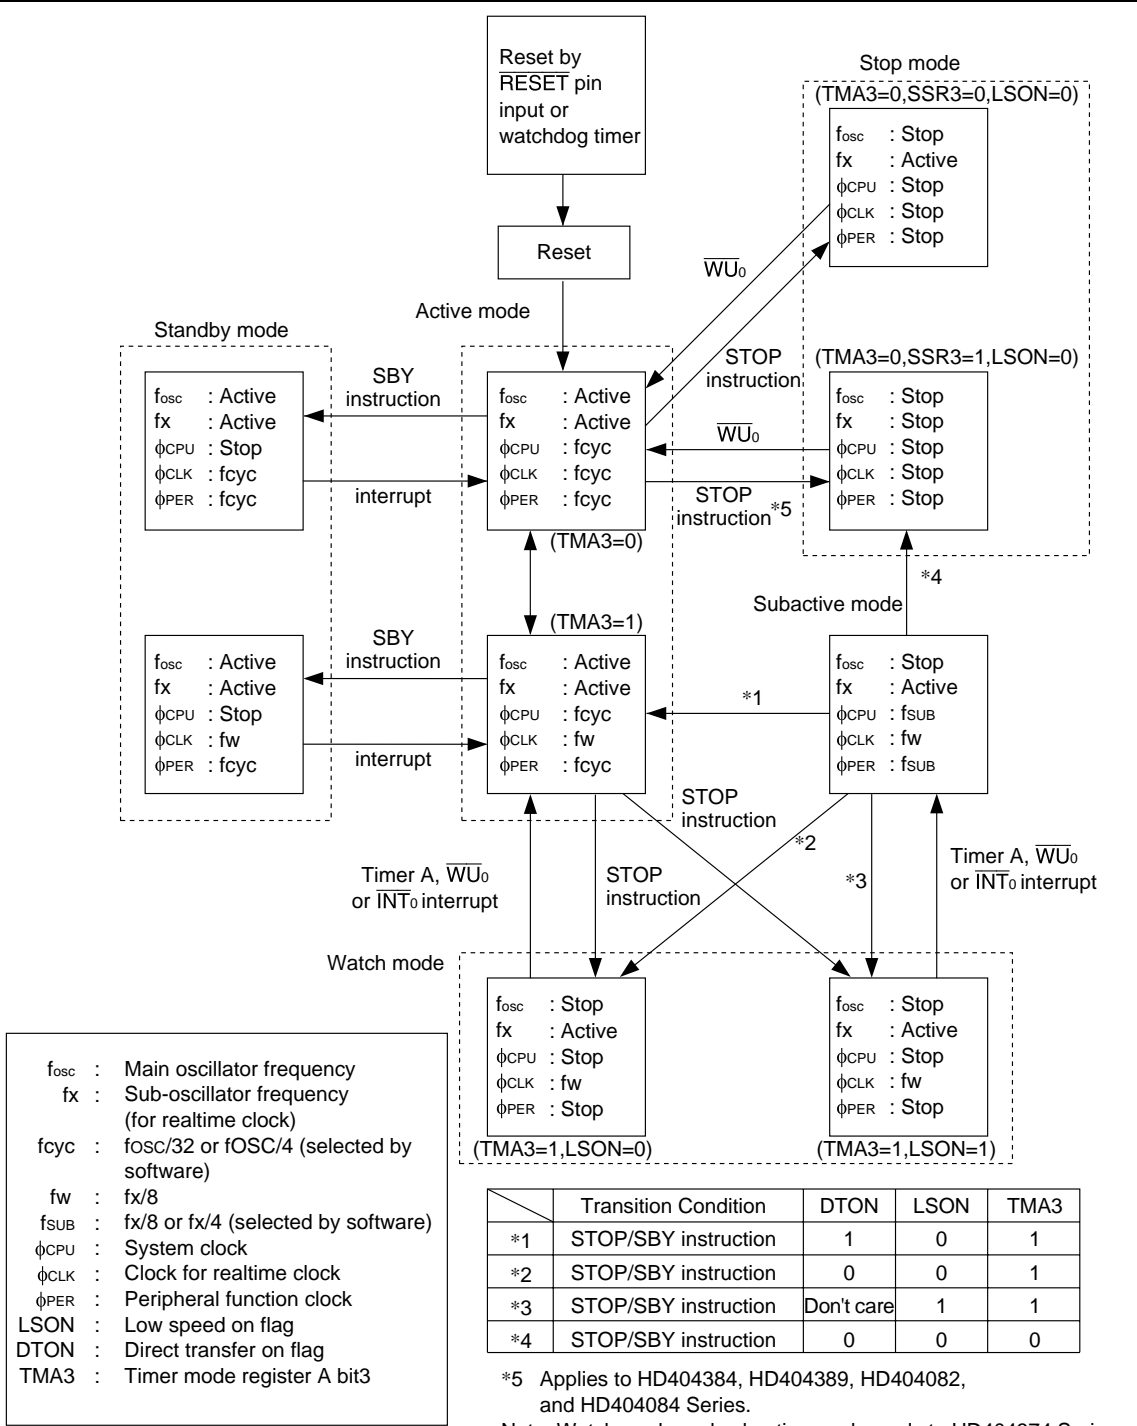 Reset by
RESET pin
input or
watchdog timer
Reset
Stop mode
(TMA3=0,SSR3=0,LSON=0)
fosc : Stop
fx : Active
ϕCPU : Stop
ϕCLK : Stop
ϕPER : Stop
WU0
STOP
instruction
Active mode
Standby mode
fosc : Active
fx : Active
ϕCPU : Stop
ϕCLK : fcyc
ϕPER : fcyc
SBY
instruction
interrupt
fosc : Active
fx : Active
ϕCPU : fcyc
ϕCLK : fcyc
ϕPER : fcyc
(TMA3=0)
WU0
STOP
instruction*5
(TMA3=0,SSR3=1,LSON=0)
fosc : Stop
fx : Stop
ϕCPU : Stop
ϕCLK : Stop
ϕPER : Stop
*4
Subactive mode
fosc : Active
fx : Active
ϕCPU : Stop
ϕCLK : fw
ϕPER : fcyc
SBY
instruction
interrupt
(TMA3=1)
fosc : Active
fx : Active
ϕCPU : fcyc
ϕCLK : fw
ϕPER : fcyc
*1
fosc : Stop
fx : Active
ϕCPU : fSUB
ϕCLK : fw
ϕPER : fSUB
STOP
instruction
*2
*3
Timer A, WU0
or INT0 interrupt
STOP
instruction
Timer A, WU0
or INT0 interrupt
Watch mode
fosc : Stop
fx : Active
ϕCPU : Stop
ϕCLK : fw
ϕPER : Stop
(TMA3=1,LSON=0)
fosc : Stop
fx : Active
ϕCPU : Stop
ϕCLK : fw
ϕPER : Stop
(TMA3=1,LSON=1)
fosc : Main oscillator frequency
fx : Sub-oscillator frequency
(for realtime clock)
fcyc : fOSC/32 or fOSC/4 (selected by
software)
fw : fx/8
fSUB : fx/8 or fx/4 (selected by software)
ϕCPU : System clock
ϕCLK : Clock for realtime clock
ϕPER : Peripheral function clock
LSON : Low speed on flag
DTON : Direct transfer on flag
TMA3 : Timer mode register A bit3
Transition Condition DTON LSON TMA3
*1 STOP/SBY instruction 1 0 1
*2 STOP/SBY instruction 0 0 1
*3 STOP/SBY instruction Don't care 1 1
*4 STOP/SBY instruction 0 0 0
*5 Applies to HD404384, HD404389, HD404082,
and HD404084 Series.